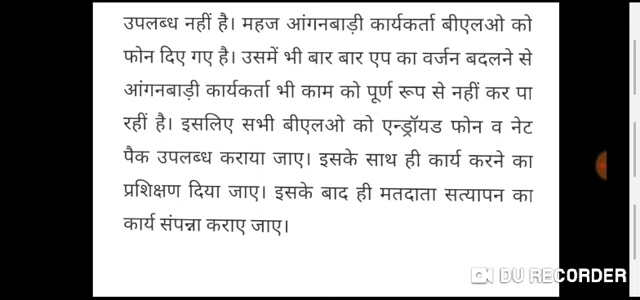 उपलब्ध नहीं है। महज आंगनबाड़ी कार्यकर्ता बीएलओ को
फोन दिए गए है। उसमें भी बार बार एप का वर्जन बदलने से
आंगनबाड़ी कार्यकर्ता भी काम को पूर्ण रूप से नहीं कर पा
रहीं है। इसलिए सभी बीएलओ को एन्ड्रॉयड फोन व नेट
पैक उपलब्ध कराया जाए। इसके साथ ही कार्य करने का
प्रशिक्षण दिया जाए। इसके बाद ही मतदाता सत्यापन का
कार्य संपन्ना कराए जाए।
DU RECORDER